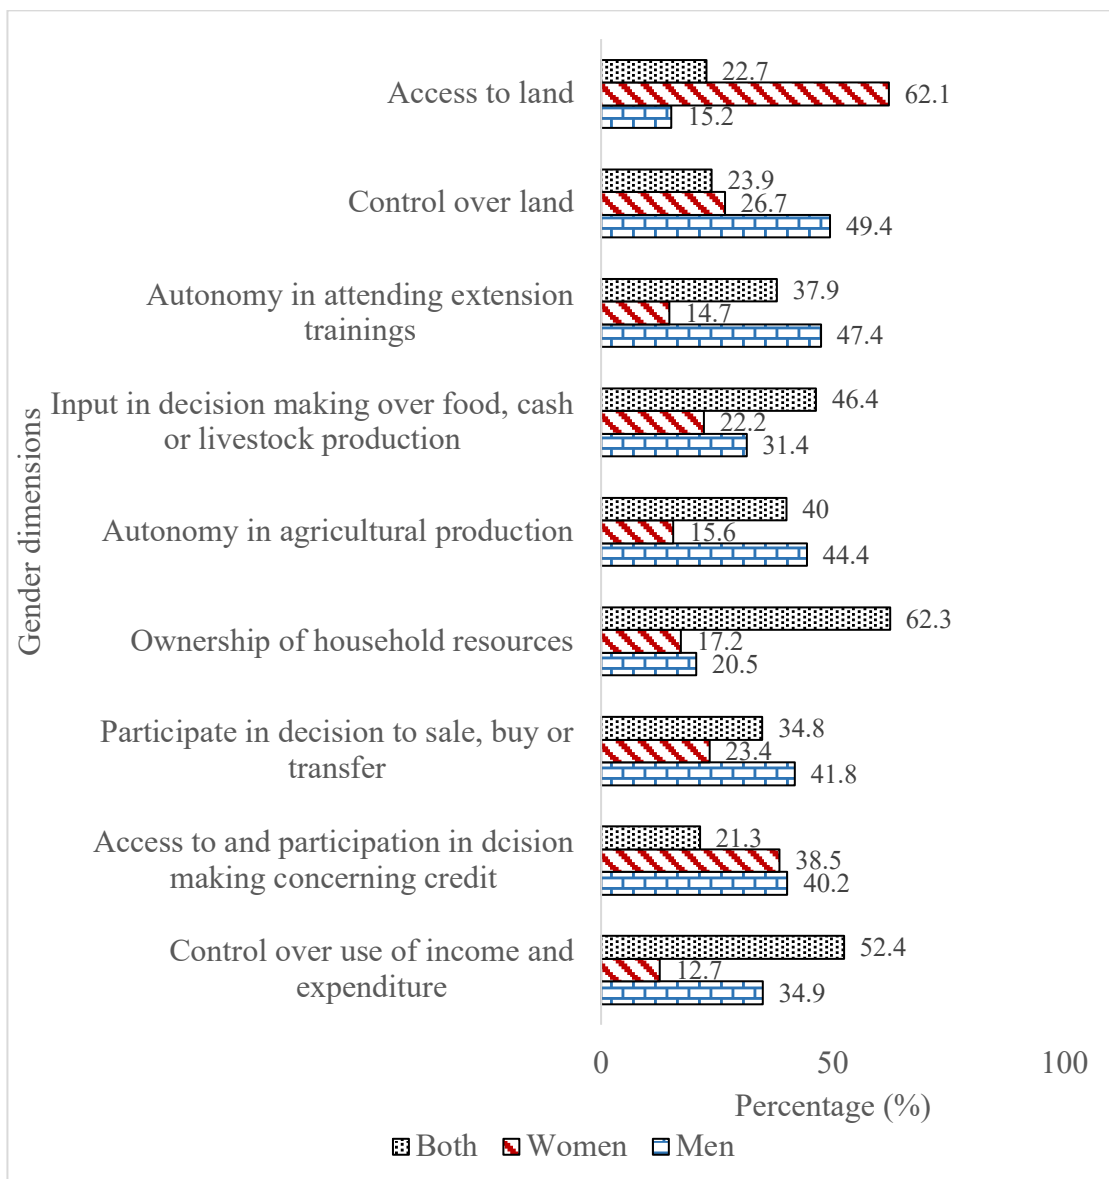 Gender dimensions
Access to land
22.7
62.1
15.2
Control over land
23.9
26.7
49.4
Autonomy in attending extension
trainings
37.9
14.7
47.4
Input in decision making over food, cash
or livestock production
46.4
22.2
31.4
Autonomy in agricultural production
40
15.6
44.4
Ownership of household resources
62.3
17.2
20.5
Participate in decision to sale, buy or
transfer
34.8
23.4
41.8
Access to and participation in dcision
making concerning credit
21.3
38.5
40.2
Control over use of income and
expenditure
52.4
12.7
34.9
0 50 100
Percentage (%)
Both Women Men